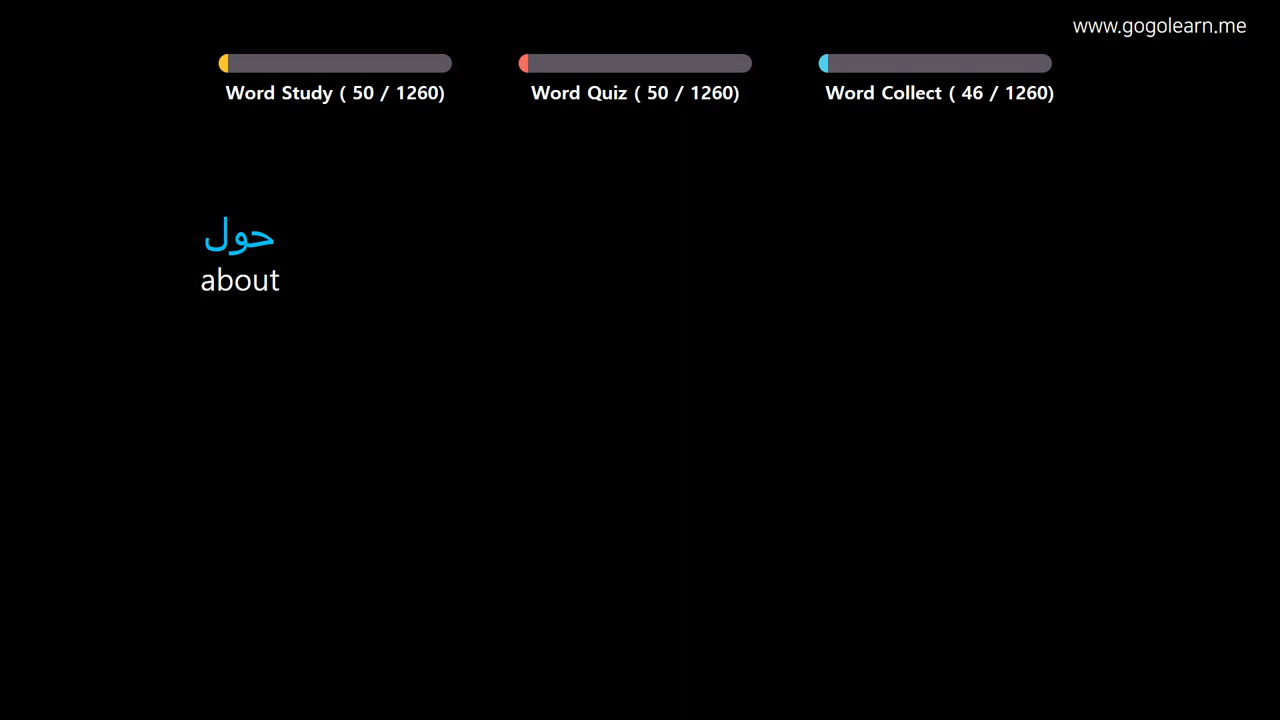 www.gogolearn.me
Word Study ( 50 / 1260)
Word Quiz ( 50 / 1260)
Word Collect ( 46 / 1260)
حول
about